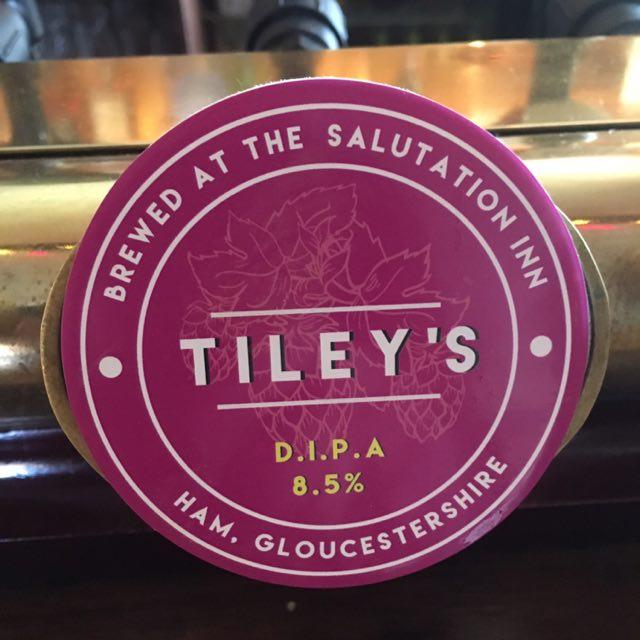 BREWED AT THE SALUTATION INN
TILEY'S
D.I.P.A
8.5%
HAM, GLOUCESTERSHIRE